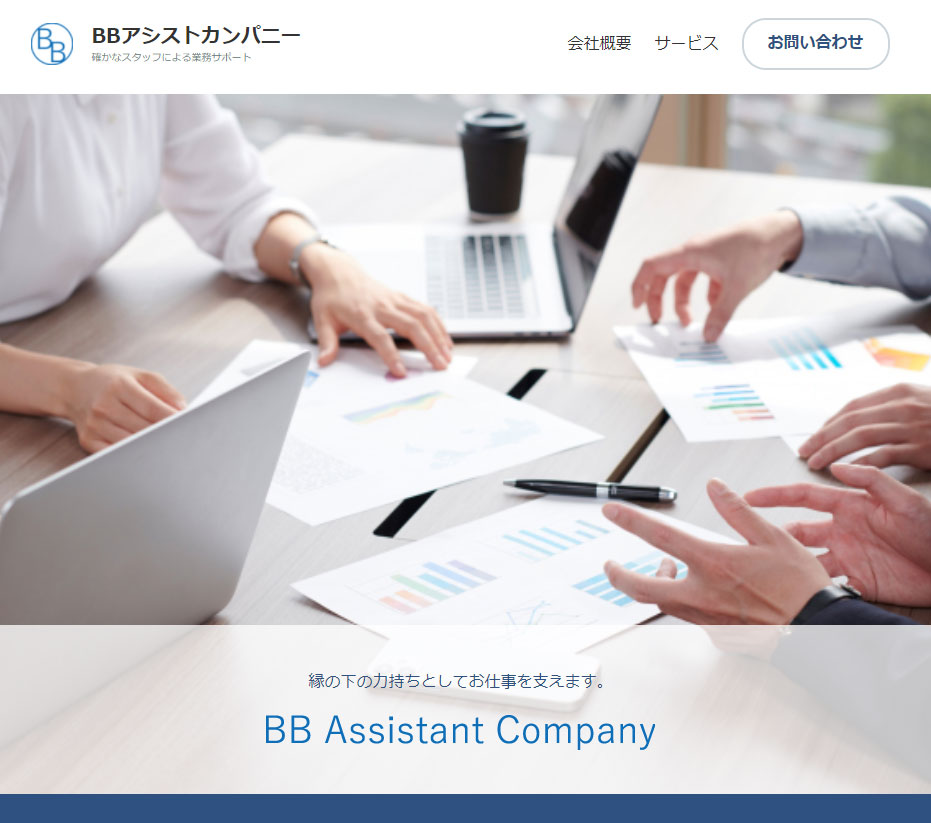 BB
BBアシストカンパニー
確かなスタッフによる業務サポート
会社概要
サービス
お問い合わせ
縁の下の力持ちとしてお仕事を支えます。
BB Assistant Company